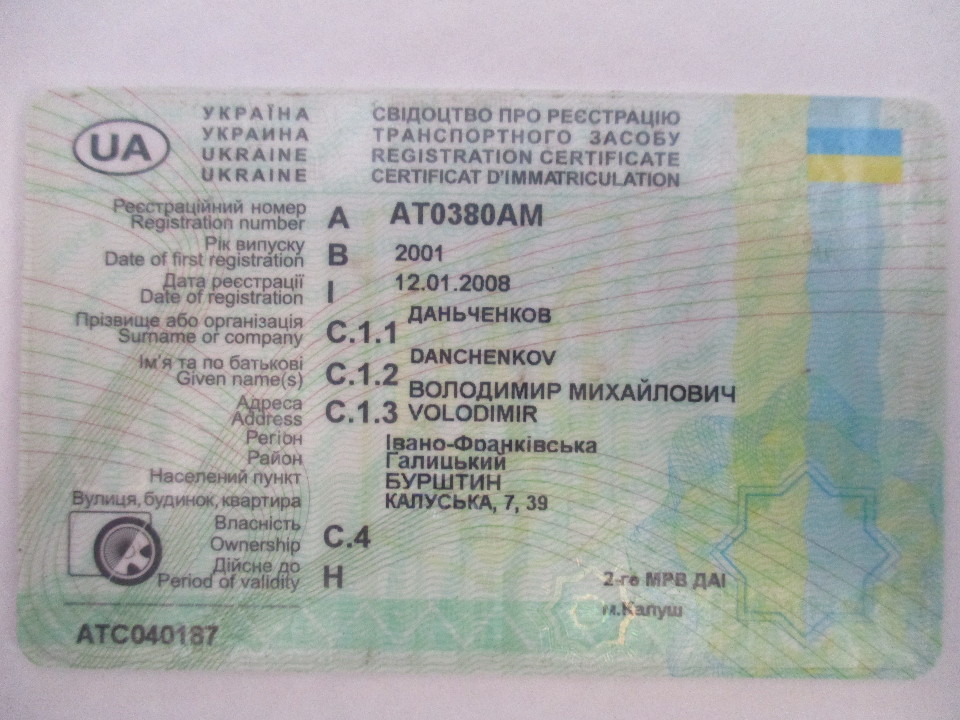 UA
УКРАЇНА
УКРАИНА
UKRAINE
UKRAINE
СВІДОЦТВО ПРО РЕЄСТРАЦІЮ
ТРАНСПОРТНОГО ЗАСОБУ
REGISTRATION CERTIFICATE
CERTIFICAT D'IMMATRICULATION
Реєстраційний номер
Registration number A AT0380AM
Рік випуску
Date of first registration B 2001
Дата реєстрації
Date of registration I 12.01.2008
Прізвище або організація
Surname or company C.1.1 ДАНЬЧЕНКОВ
DANCHENKOV
Ім'я та по батькові
Given name(s) C.1.2 ВОЛОДИМИР МИХАЙЛОВИЧ
VOLODIMIR
Адреса
Address C.1.3
Регіон Івано-Франківська
Район Галицький
Населений пункт БУРШТИН
Вулиця, будинок, квартира КАЛУСЬКА, 7, 39
Власність
Ownership C.4
Дійсне до
Period of validity H
2-го МРВ ДАІ
м.Калуш
ATC040187